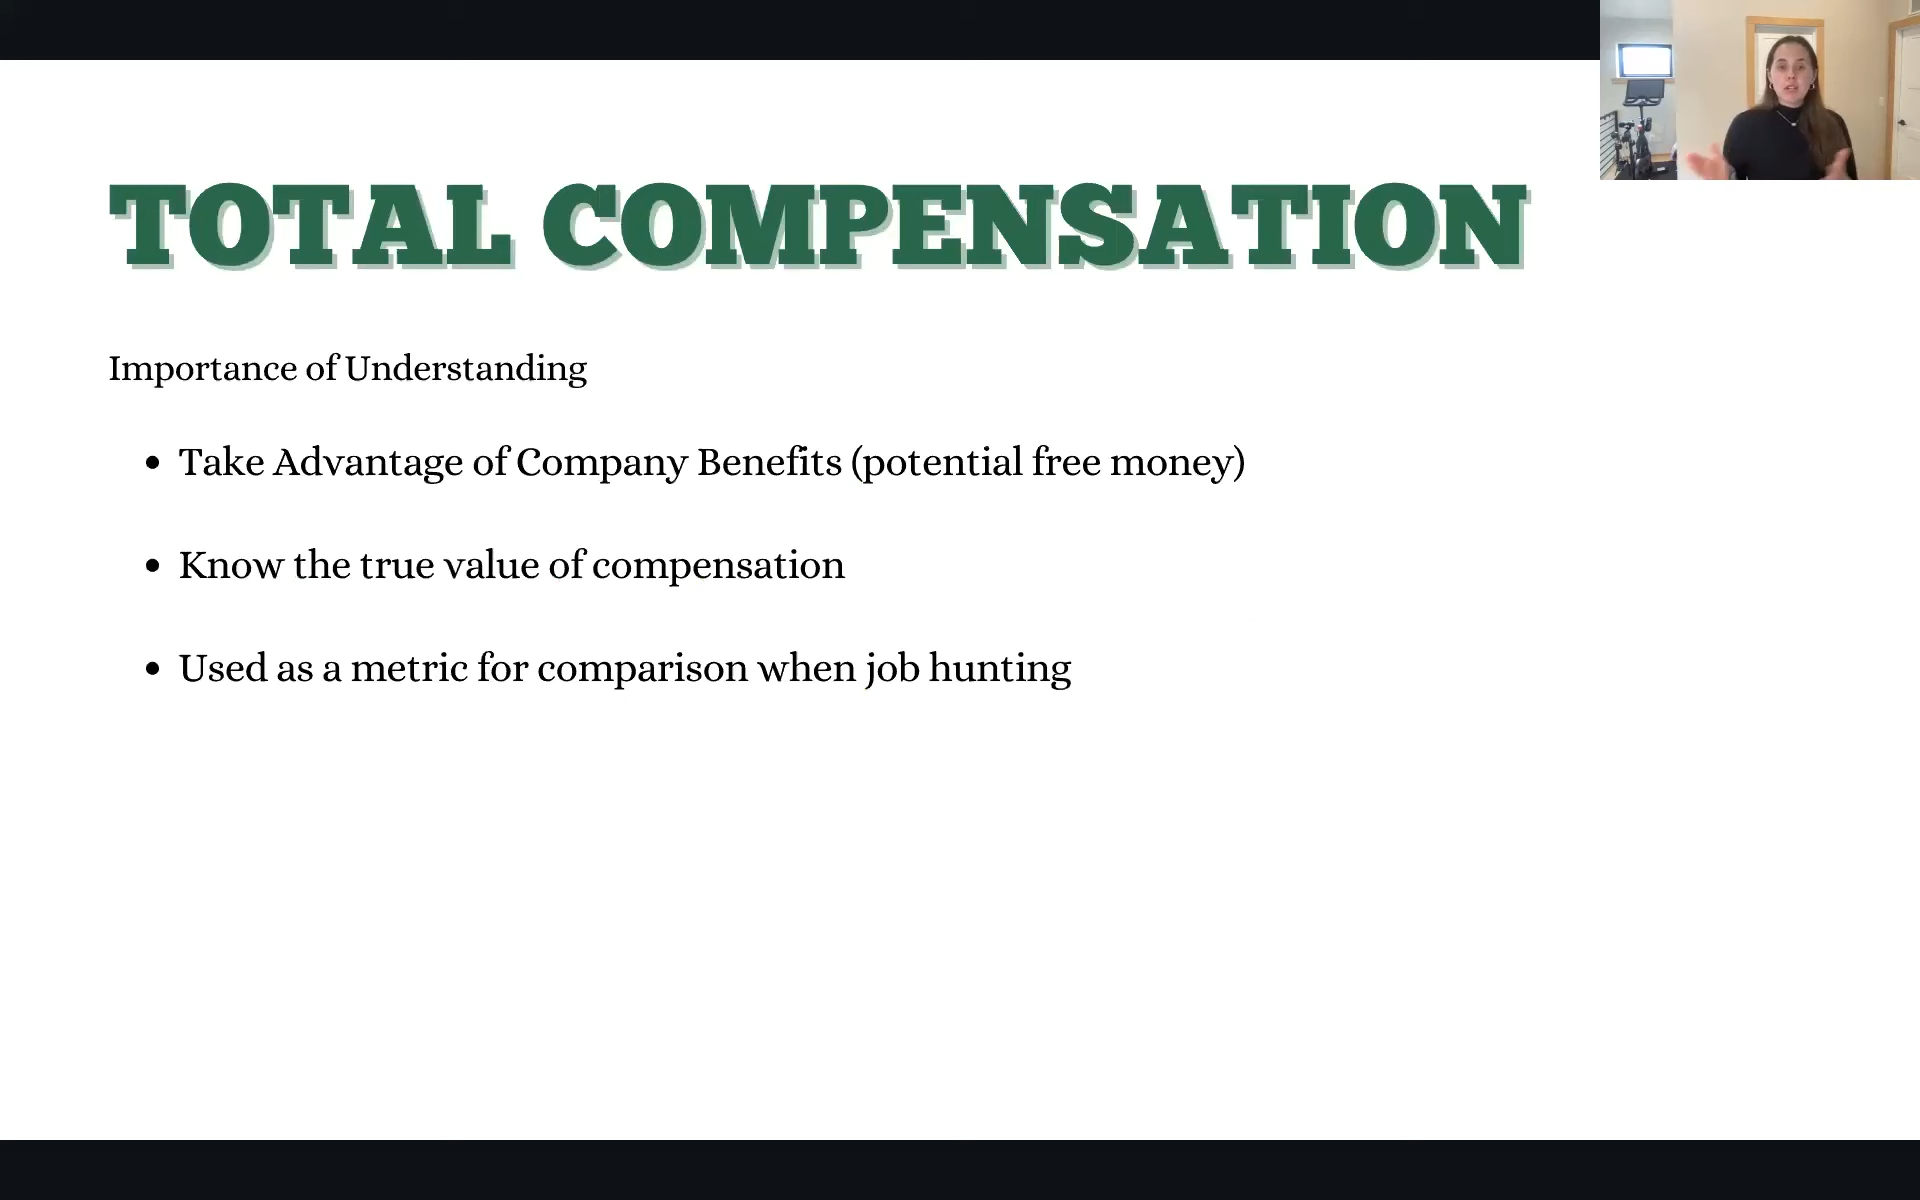 TOTAL COMPENSATION
Importance of Understanding
• Take Advantage of Company Benefits (potential free money)
• Know the true value of compensation
• Used as a metric for comparison when job hunting